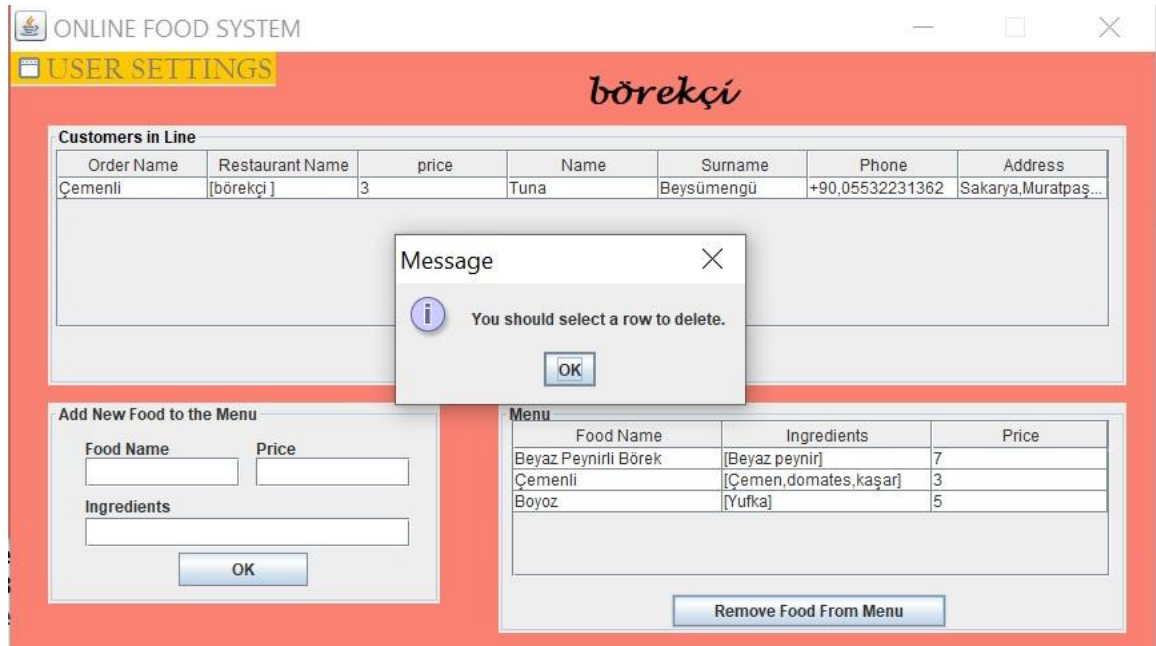 ONLINE FOOD SYSTEM
USER SETTINGS
börekçi
Customers in Line
Order Name Restaurant Name price Name Surname Phone Address
Çemenli [börekçi ] 3 Tuna Beysümengü +90,05532231362 Sakarya,Muratpaş...
Message
i
You should select a row to delete.
OK
Add New Food to the Menu
Food Name Price
Ingredients
OK
Menu
Food Name Ingredients Price
Beyaz Peynirli Börek [Beyaz peynir] 7
Çemenli [Çemen,domates,kaşar] 3
Boyoz [Yufka] 5
Remove Food From Menu